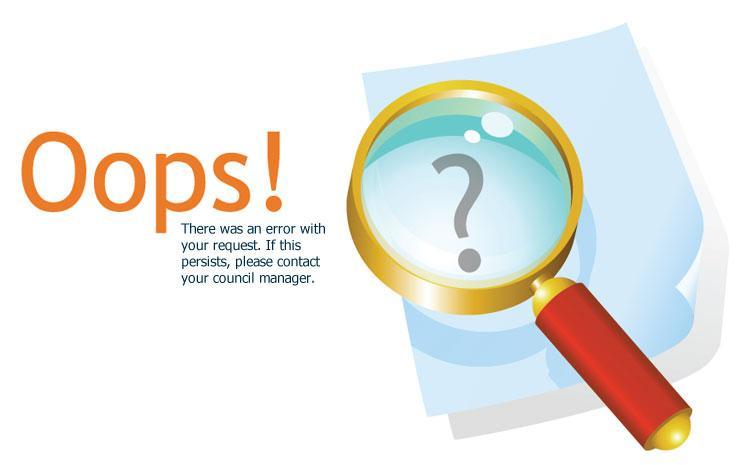 Oops!
There was an error with
your request. If this
persists, please contact
your council manager.
?